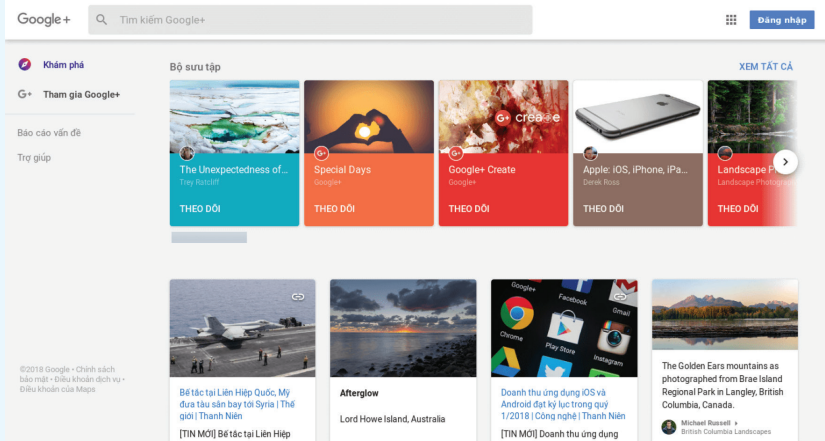 Google+
Tìm kiếm Google+
Đăng nhập
Khám phá
G+ Tham gia Google+
Báo cáo vấn đề
Trợ giúp
©2018 Google • Chính sách
bảo mật • Điều khoản dịch vụ •
Điều khoản của Maps
Bộ sưu tập
XEM TẤT CẢ
The Unexpectedness of...
Trey Ratcliff
THEO DÕI
Special Days
Google+
THEO DÕI
G+ create
Google+ Create
Google+
THEO DÕI
Apple: iOS, iPhone, iPa...
Derek Ross
THEO DÕI
Landscape
Landscape
THEO DÕI
Bế tắc tại Liên Hiệp Quốc, Mỹ
đưa tàu sân bay tới Syria | Thế
giới | Thanh Niên
[TIN MỚI] Bế tắc tại Liên Hiệp
Afterglow
Lord Howe Island, Australia
Google+
Facebook
Gmail
Chrome
Play Store
Instagram
Doanh thu ứng dụng iOS và
Android đạt kỷ lục trong quý
1/2018 | Công nghệ | Thanh Niên
[TIN MỚI] Doanh thu ứng dụng
The Golden Ears mountains as
photographed from Brae Island
Regional Park in Langley, British
Columbia, Canada.
Michael Russell
British Columbia Landscapes